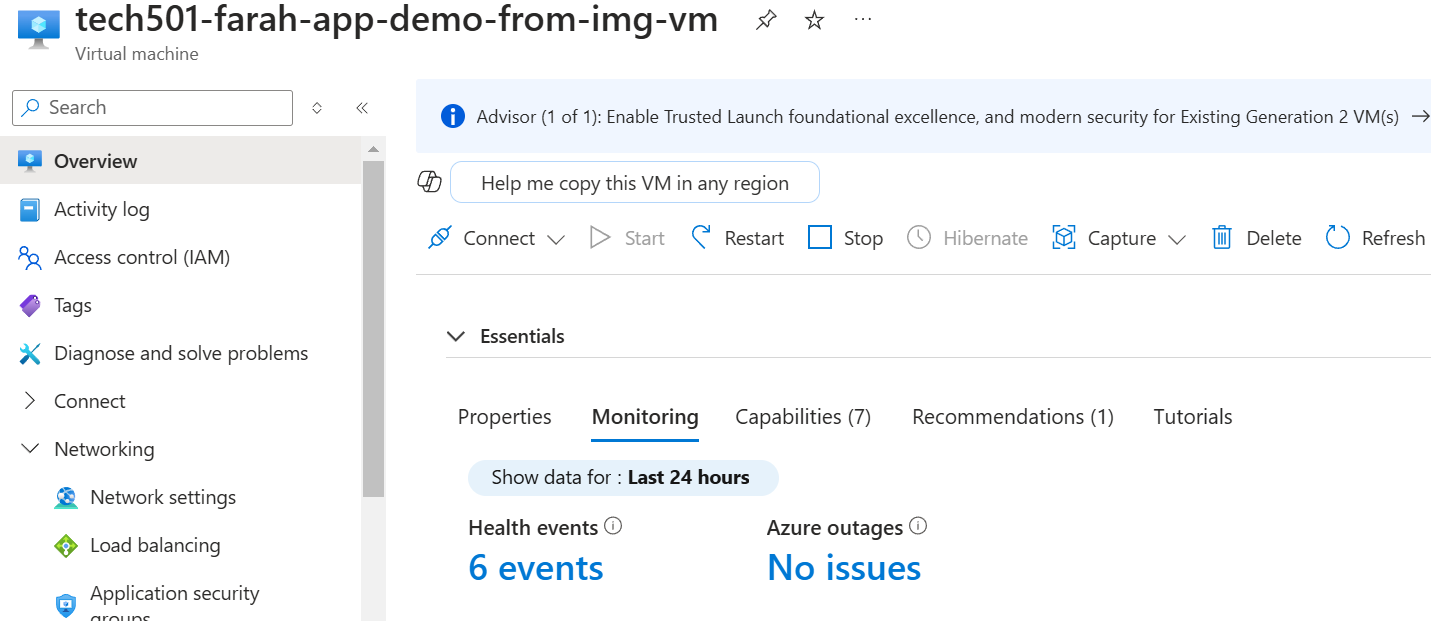 tech501-farah-app-demo-from-img-vm
Virtual machine
Search
Overview
Activity log
Access control (IAM)
Tags
Diagnose and solve problems
Connect
Networking
Network settings
Load balancing
Application security
groups
Advisor (1 of 1): Enable Trusted Launch foundational excellence, and modern security for Existing Generation 2 VM(s)
Help me copy this VM in any region
Connect Start Restart Stop Hibernate Capture Delete Refresh
Essentials
Properties Monitoring Capabilities (7) Recommendations (1) Tutorials
Show data for : Last 24 hours
Health events Azure outages
6 events No issues